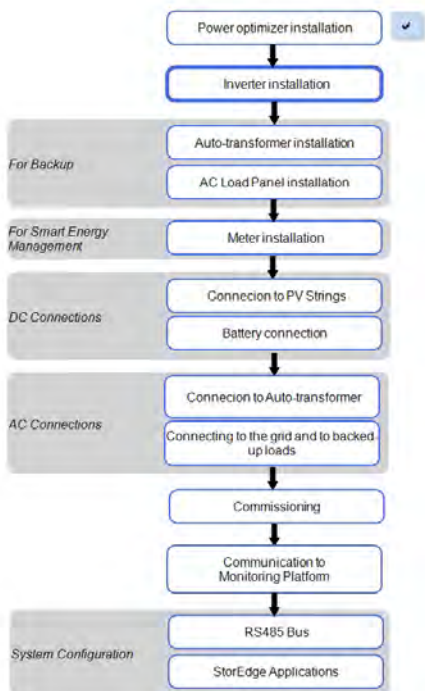 Power optimizer installation
Inverter installation
For Backup
Auto-transformer installation
AC Load Panel installation
For Smart Energy
Management
Meter installation
DC Connections
Connecion to PV Strings
Battery connection
AC Connections
Connecion to Auto-transformer
Connecting to the grid and to backed
up loads
Commissioning
Communication to
Monitoring Platform
System Configuration
RS485 Bus
StorEdge Applications